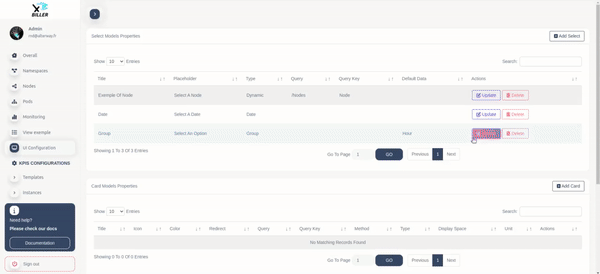 X BILLER
Admin
Overall
Namespaces
Nodes
Pods
Monitoring
View example
UI Configurations
KPIS CONFIGURATIONS
Templates
Instances
Need help?
Please check our docs
Documentation
Sign out
Select Models Properties
Add Select
Show 10 Entries
Search:
Title Placeholder Type Query Query Key Default Data Actions
Exemple Of Node Select A Node Dynamic /Nodes Node Update Delete
Date Select A Date Date Update Delete
Group Select An Option Group Delete
Showing 1 To 3 Of 3 Entries
Go To Page 1 GO Previous 1 Next
Card Models Properties
Add Card
Show 10 Entries
Search:
Title Icon Color Redirect Query Query Key Method Type Display Space Unit Actions
No Matching Records Found
Showing 0 To 0 Of 0 Entries
Go To Page 1 GO Previous 1 Next